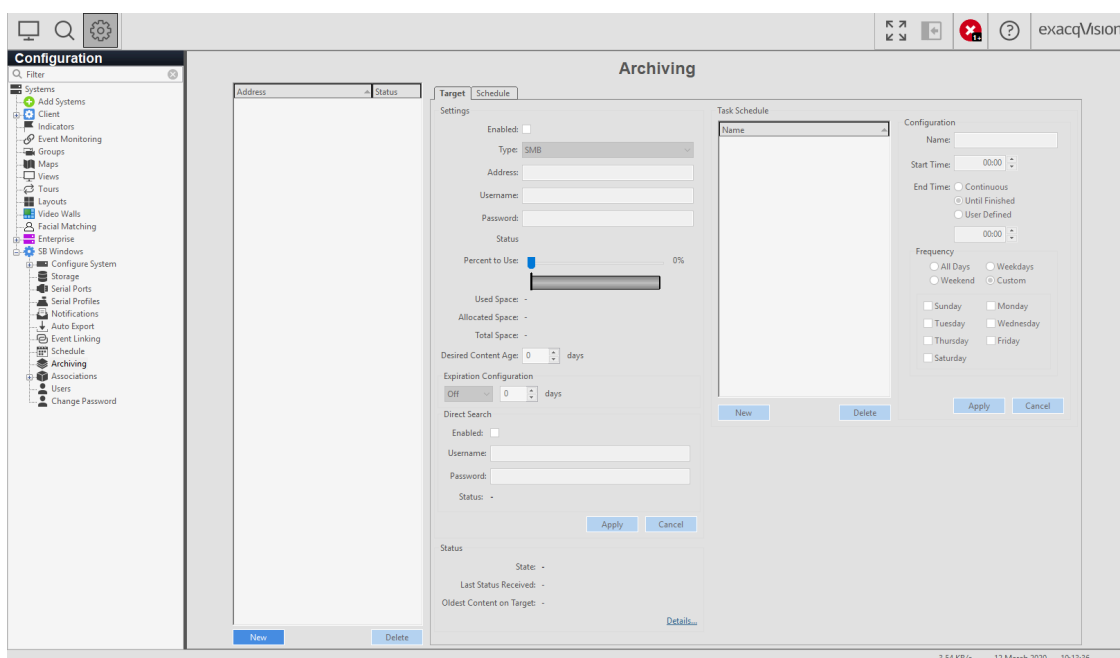 exacqVision
Configuration
Filter
Systems
Add Systems
Client
Indicators
Event Monitoring
Groups
Maps
Views
Tours
Layouts
Video Walls
Facial Matching
Enterprise
SB Windows
Configure System
Storage
Serial Ports
Serial Profiles
Notifications
Auto Export
Event Linking
Schedule
Archiving
Associations
Users
Change Password
Archiving
Address Status
New Delete
Target Schedule
Settings
Enabled:
Type: SMB
Address:
Username:
Password:
Status
Percent to Use: 0%
Used Space: -
Allocated Space: -
Total Space: -
Desired Content Age: 0 days
Expiration Configuration
Off 0 days
Direct Search
Enabled:
Username:
Password:
Status: -
Apply Cancel
Status
State: -
Last Status Received: -
Oldest Content on Target: -
Details...
Task Schedule
Name
New Delete
Configuration
Name:
Start Time: 00:00
End Time: Continuous
Until Finished
User Defined
00:00
Frequency
All Days Weekdays
Weekend Custom
Sunday Monday
Tuesday Wednesday
Thursday Friday
Saturday
Apply Cancel